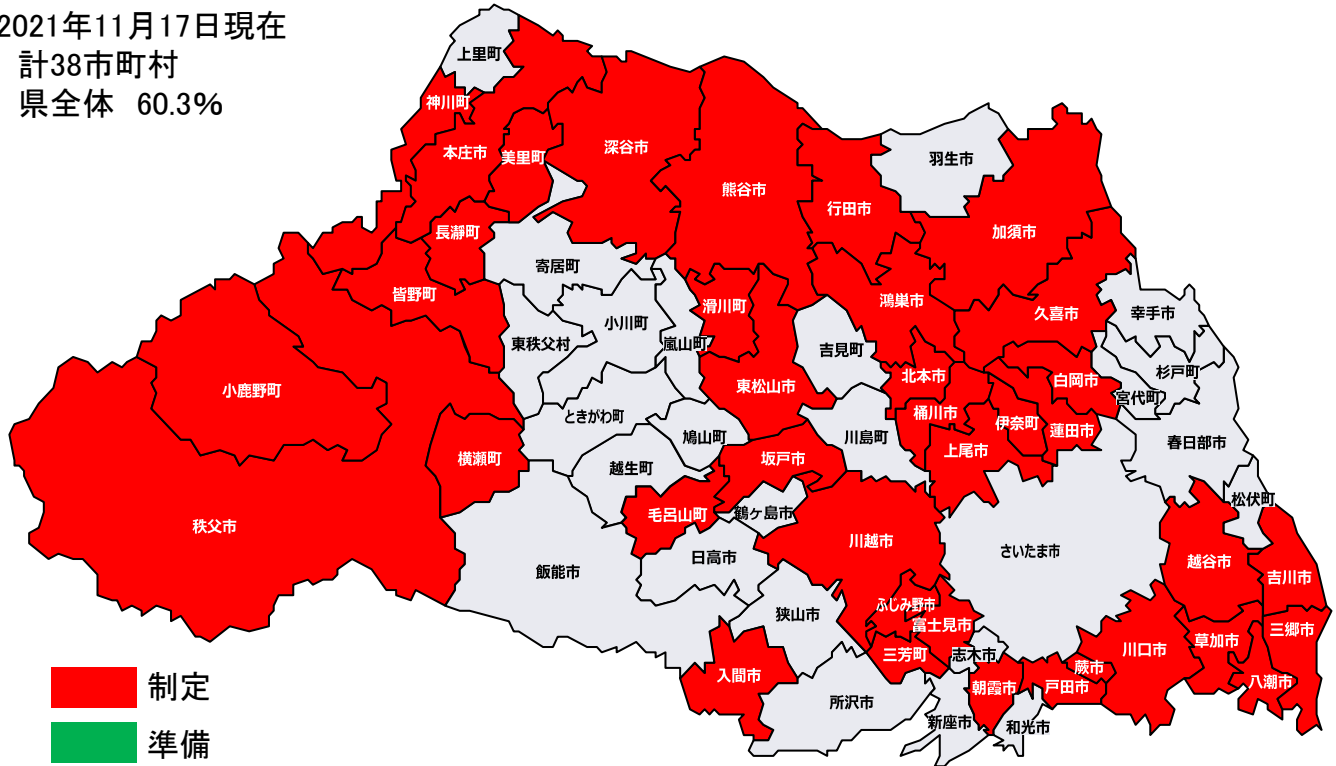 2021年11月17日現在
計38市町村
県全体 60.3%
上里町
神川町
本庄市
美里町
深谷市
熊谷市
行田市
羽生市
加須市
長瀞町
寄居町
皆野町
小川町
東秩父村
嵐山町
滑川町
吉見町
鴻巣市
久喜市
幸手市
杉戸町
宮代町
小鹿野町
東松山市
北本市
白岡市
桶川市
伊奈町
蓮田市
ときがわ町
鳩山町
川島町
上尾市
春日部市
横瀬町
越生町
坂戸市
松伏町
秩父市
毛呂山町
鶴ヶ島市
川越市
さいたま市
飯能市
日高市
越谷市
吉川市
狭山市
ふじみ野市
富士見市
三芳町
志木市
川口市
草加市
三郷市
入間市
朝霞市
戸田市
蕨市
八潮市
所沢市
新座市
和光市
制定
準備